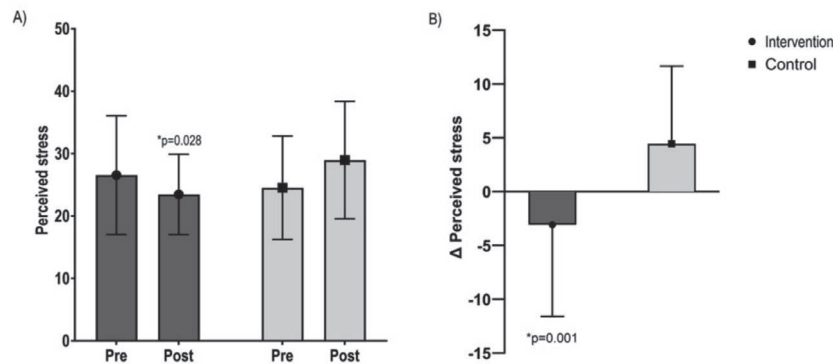 A)
Perceived stress
50
40
30
20
10
0
*p=0.028
Pre
Post
Pre
Post
B)
Δ Perceived stress
15
10
5
0
-5
-10
-15
*p=0.001
Intervention
Control